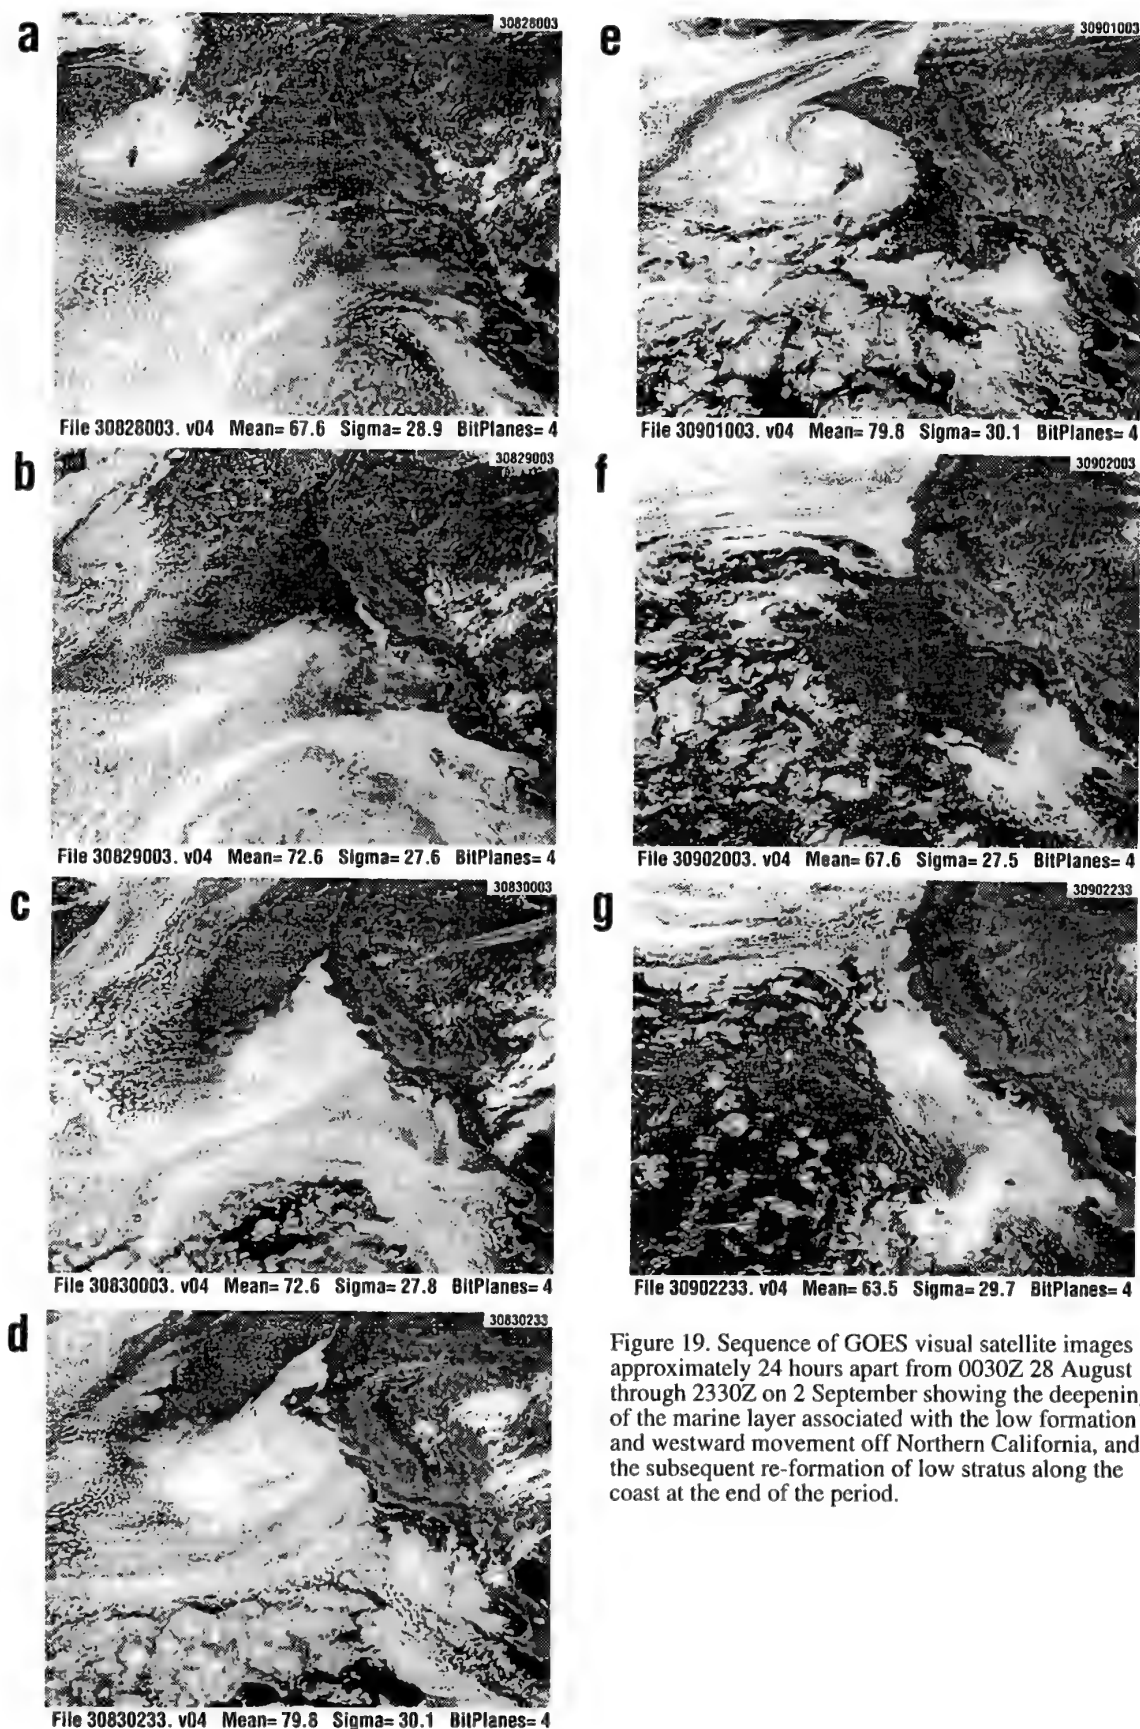 a
30828003
File 30828003. v04 Mean= 67.6 Sigma= 28.9 BitPlanes= 4
b
30829003
File 30829003. v04 Mean= 72.6 Sigma= 27.6 BitPlanes= 4
c
30830003
File 30830003. v04 Mean= 72.6 Sigma= 27.8 BitPlanes= 4
d
30830233
File 30830233. v04 Mean= 79.8 Sigma= 30.1 BitPlanes= 4
e
30901003
File 30901003. v04 Mean= 79.8 Sigma= 30.1 BitPlanes= 4
f
30902003
File 30902003. v04 Mean= 67.6 Sigma= 27.5 BitPlanes= 4
g
30902233
File 30902233. v04 Mean= 63.5 Sigma= 29.7 BitPlanes= 4
Figure 19. Sequence of GOES visual satellite images
approximately 24 hours apart from 0030Z 28 August
through 2330Z on 2 September showing the deepenin
of the marine layer associated with the low formation
and westward movement off Northern California, and
the subsequent re-formation of low stratus along the
coast at the end of the period.